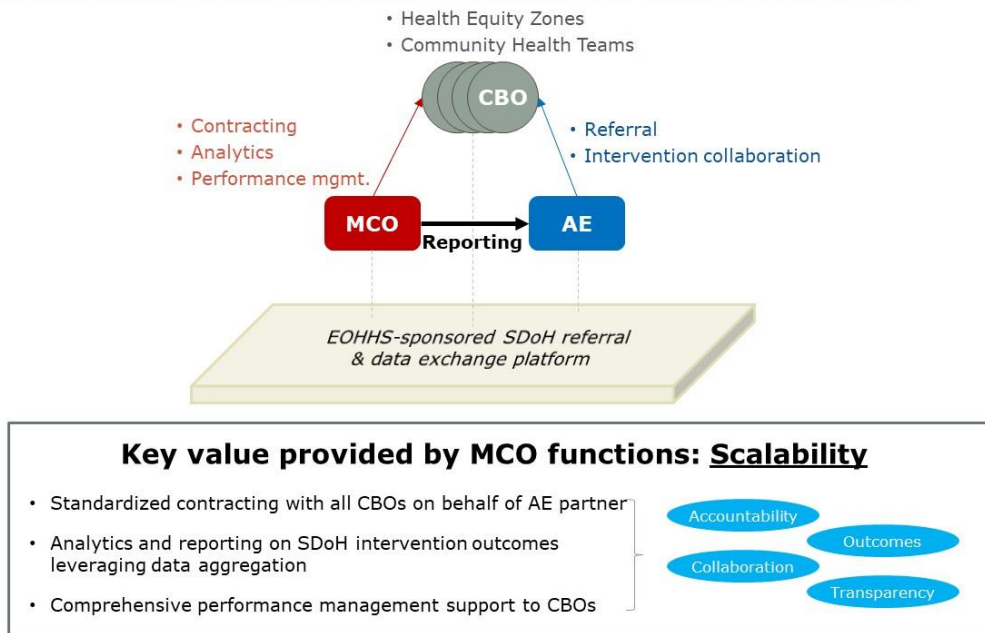 • Health Equity Zones
• Community Health Teams
CBO
• Contracting
• Analytics
• Performance mgmt.
• Referral
• Intervention collaboration
MCO
Reporting
AE
EOHHS-sponsored SDoH referral
& data exchange platform
Key value provided by MCO functions: Scalability
• Standardized contracting with all CBOs on behalf of AE partner
• Analytics and reporting on SDoH intervention outcomes
leveraging data aggregation
• Comprehensive performance management support to CBOs
Accountability
Outcomes
Collaboration
Transparency